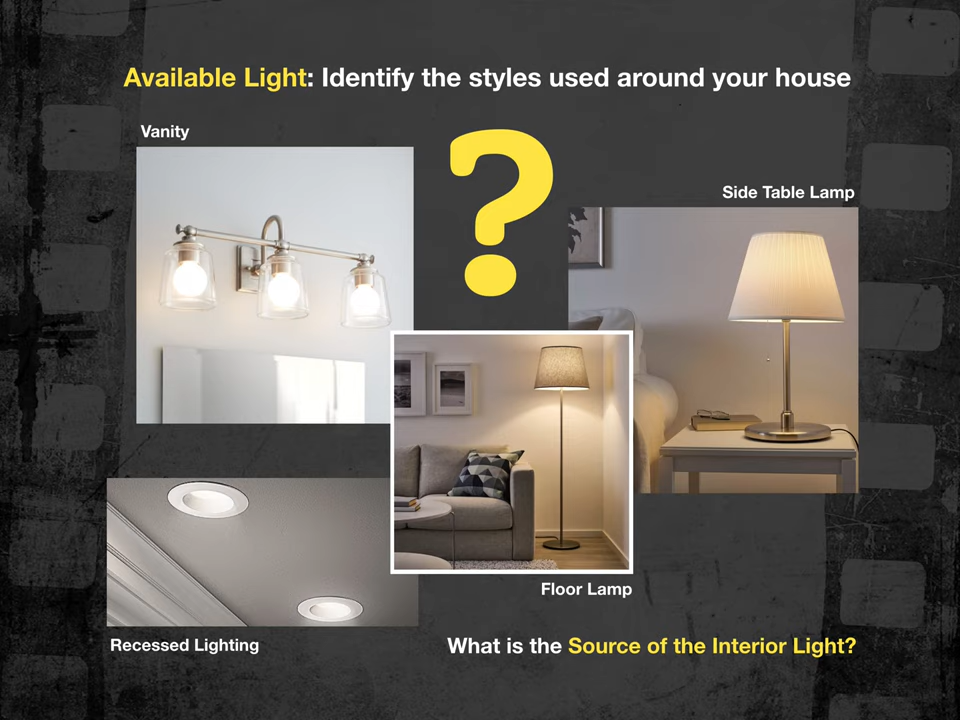 Available Light: Identify the styles used around your house
Vanity
?
Side Table Lamp
Floor Lamp
Recessed Lighting
What is the Source of the Interior Light?